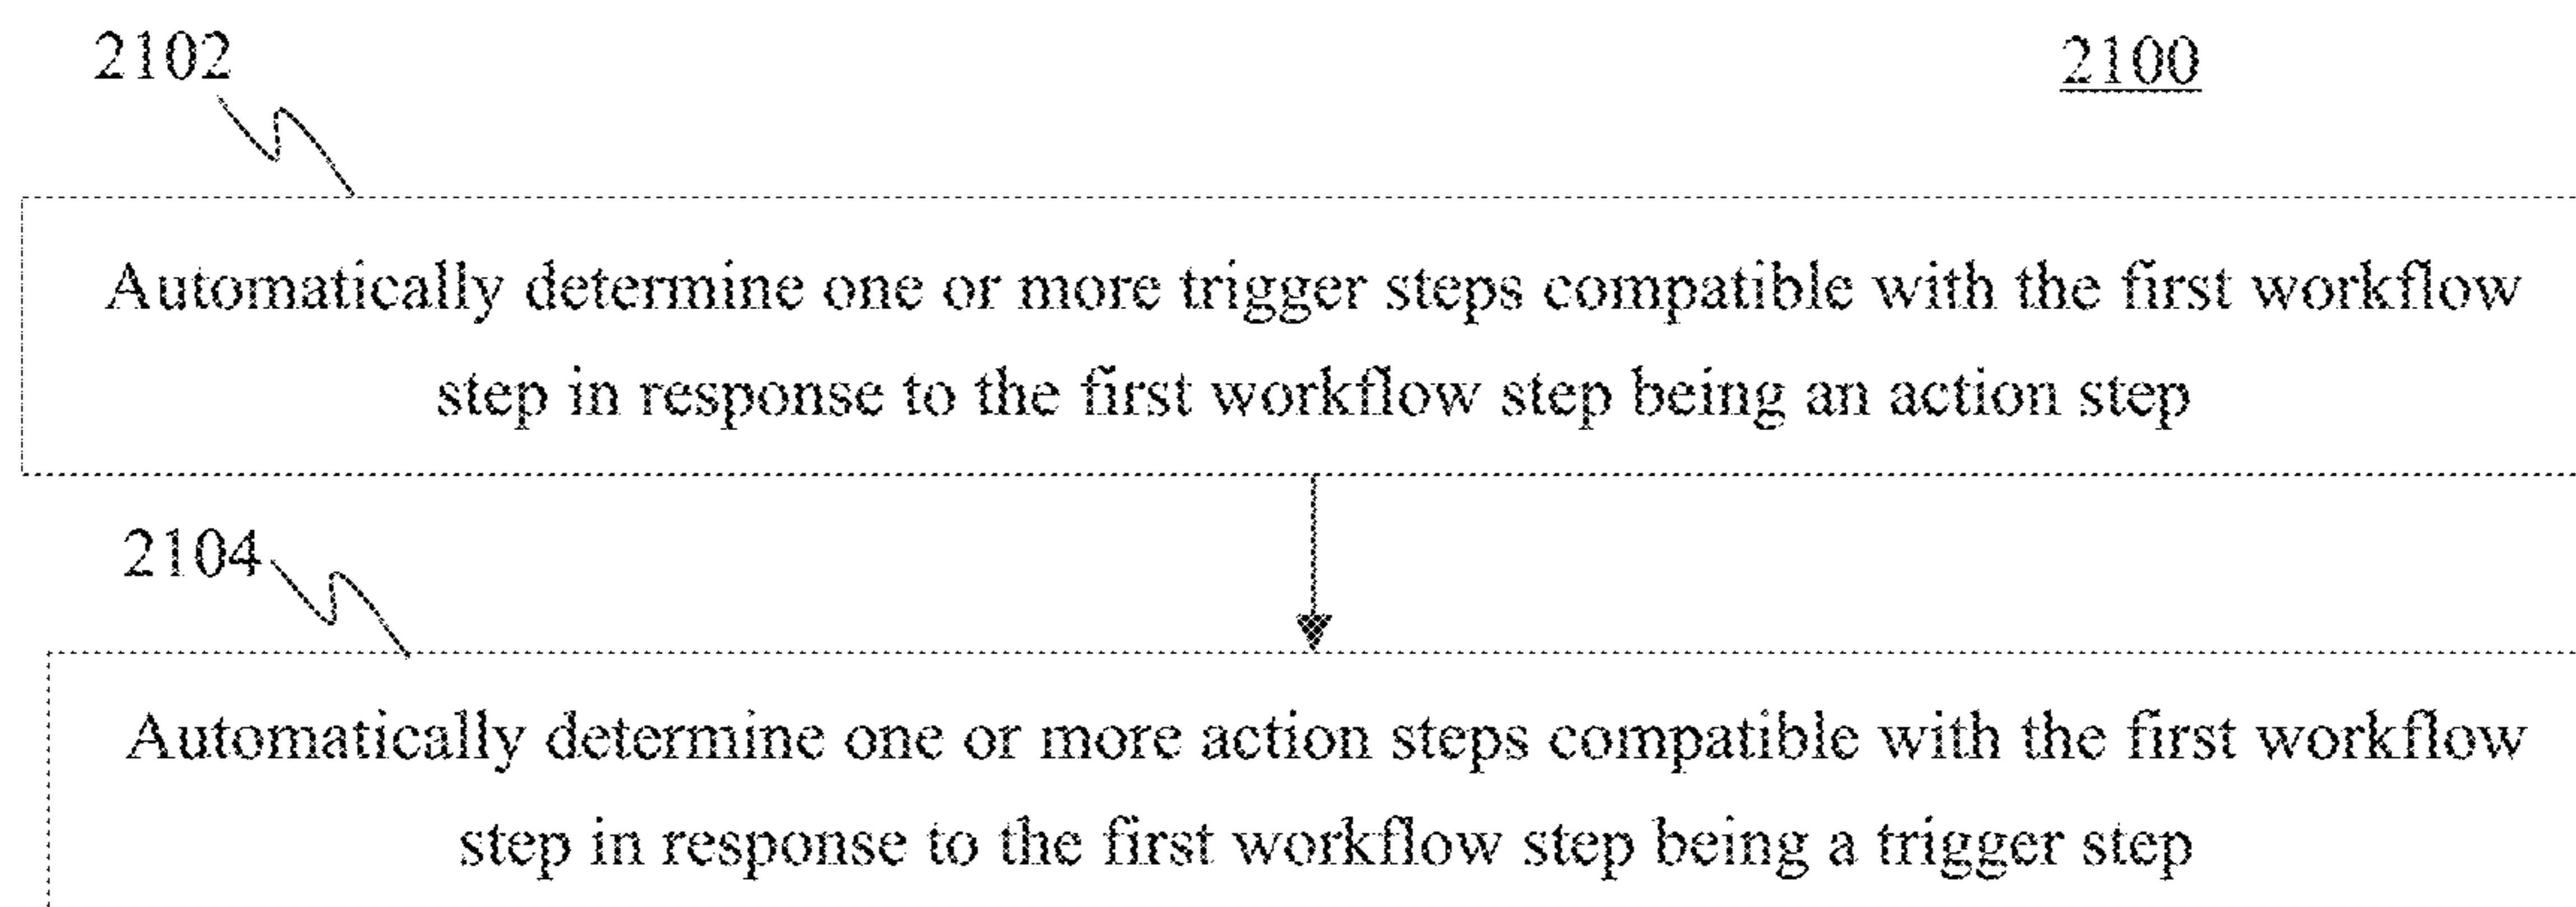 2102
2100
Automatically determine one or more trigger steps compatible with the first workflow
step in response to the first workflow step being an action step
2104
Automatically determine one or more action steps compatible with the first workflow
step in response to the first workflow step being a trigger step